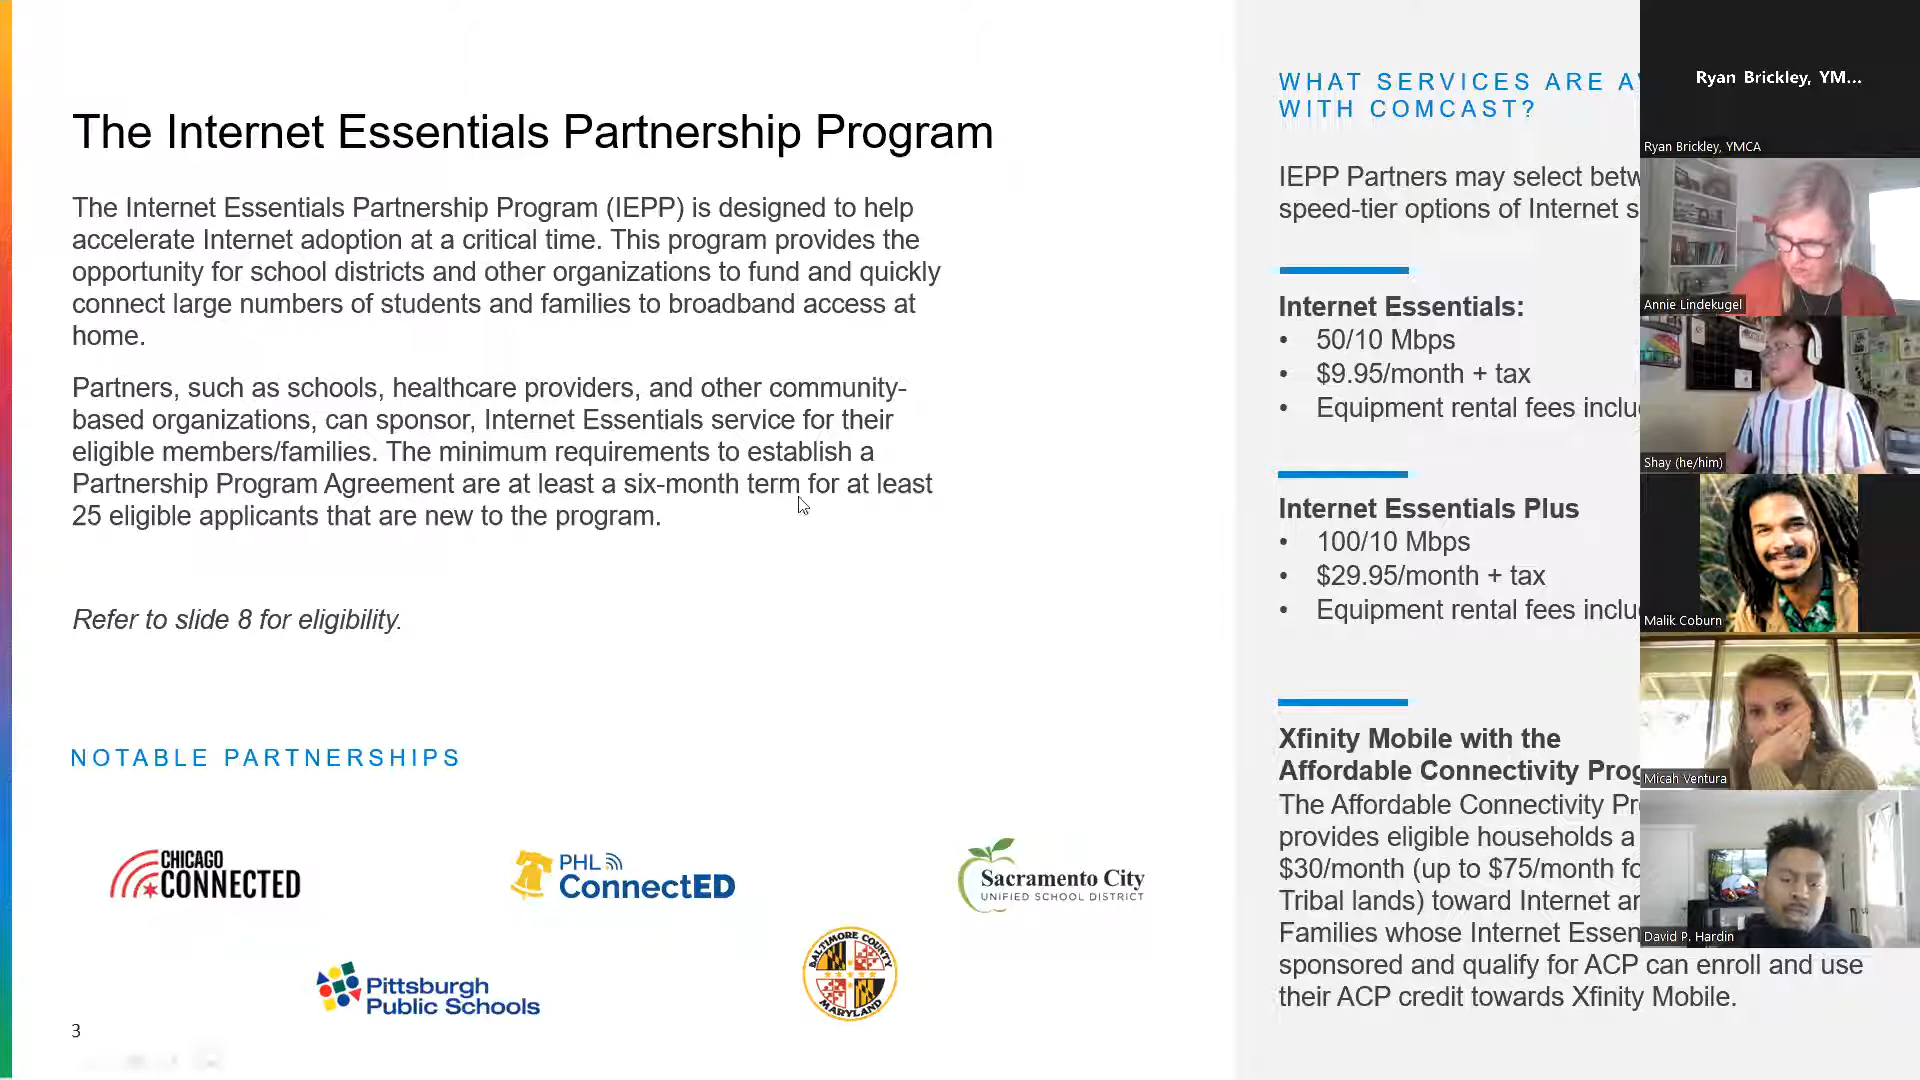 The Internet Essentials Partnership Program
The Internet Essentials Partnership Program (IEPP) is designed to help
accelerate Internet adoption at a critical time. This program provides the
opportunity for school districts and other organizations to fund and quickly
connect large numbers of students and families to broadband access at
home.
Partners, such as schools, healthcare providers, and other community-
based organizations, can sponsor, Internet Essentials service for their
eligible members/families. The minimum requirements to establish a
Partnership Program Agreement are at least a six-month term for at least
25 eligible applicants that are new to the program.
Refer to slide 8 for eligibility.
NOTABLE PARTNERSHIPS
CHICAGO
CONNECTED
PHL
ConnectED
Sacramento City
UNIFIED SCHOOL DISTRICT
Pittsburgh
Public Schools
BALTIMORE COUNTY
MARYLAND
3
WHAT SERVICES ARE
WITH COMCAST?
IEPP Partners may select
speed-tier options of Internet
Internet Essentials:
• 50/10 Mbps
• $9.95/month + tax
• Equipment rental fees
Internet Essentials Plus
• 100/10 Mbps
• $29.95/month + tax
• Equipment rental fees
Xfinity Mobile with the
Affordable Connectivity
The Affordable Connectivity
provides eligible households a
$30/month (up to $75/month
Tribal lands) toward Internet
Families whose Internet
sponsored and qualify for ACP can enroll and use
their ACP credit towards Xfinity Mobile.
Ryan Brickley, YM...
Ryan Brickley, YMCA
Annie Lindekugel
Shay (he/him)
Malik Coburn
Micah Ventura
David P. Hardin